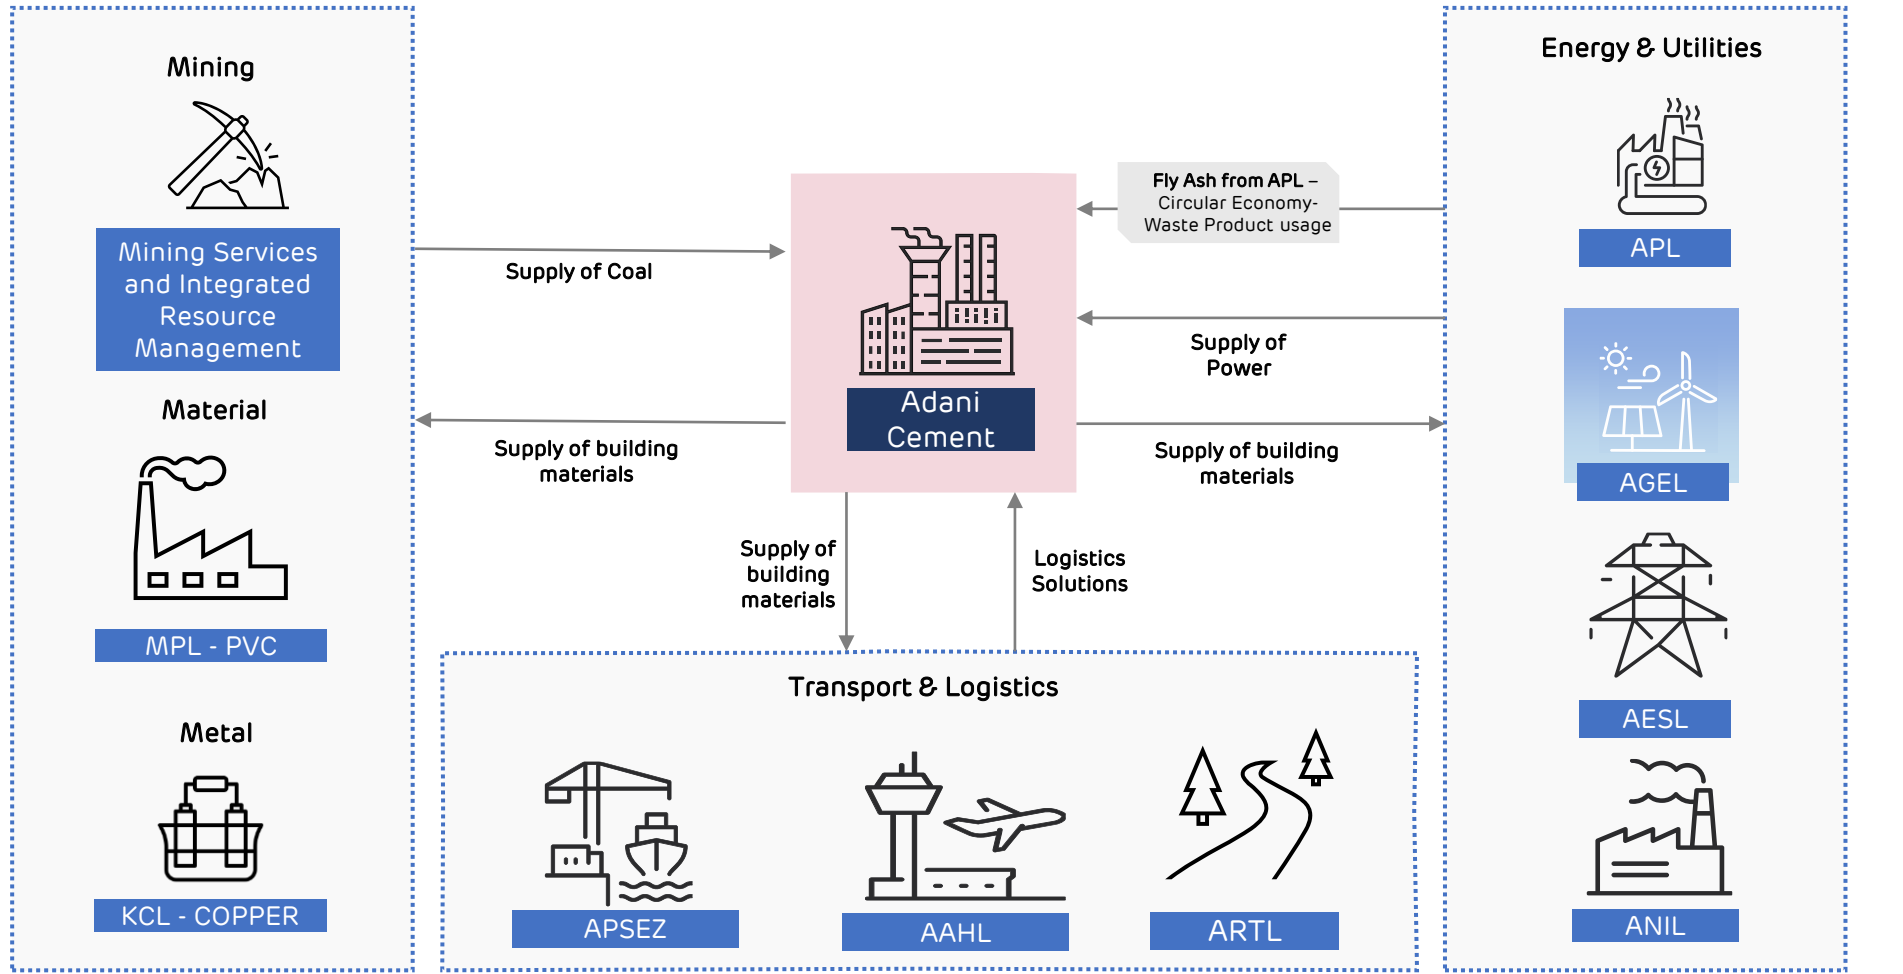 Mining
Mining Services
and Integrated
Resource
Management
Material
MPL - PVC
Metal
KCL - COPPER
Supply of Coal
Supply of building
materials
Adani
Cement
Fly Ash from APL –
Circular Economy-
Waste Product usage
Supply of
Power
Supply of building
materials
Supply of
building
materials
Logistics
Solutions
Transport & Logistics
APSEZ
AAHL
ARTL
Energy & Utilities
APL
AGEL
AESL
ANIL